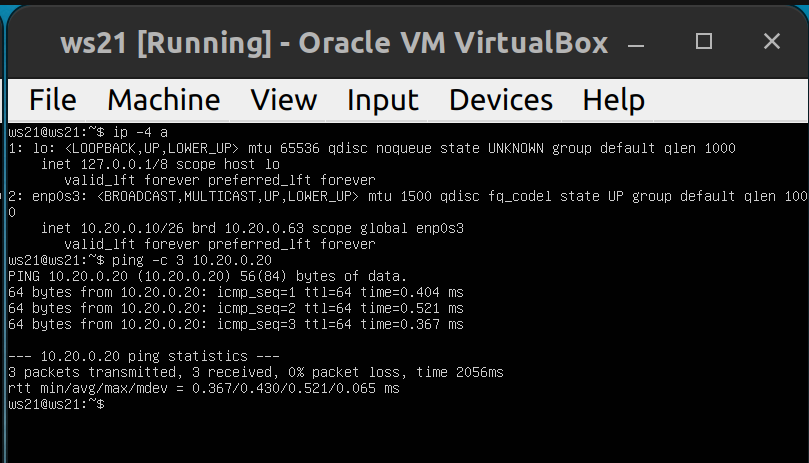 ws21 [Running] - Oracle VM VirtualBox
File Machine View Input Devices Help
ws21@ws21:~$ ip -4 a
1: lo: <LOOPBACK,UP,LOWER_UP> mtu 65536 qdisc noqueue state UNKNOWN group default qlen 1000
    inet 127.0.0.1/8 scope host lo
       valid_lft forever preferred_lft forever
2: enp0s3: <BROADCAST,MULTICAST,UP,LOWER_UP> mtu 1500 qdisc fq_codel state UP group default qlen 100
0
    inet 10.20.0.10/26 brd 10.20.0.63 scope global enp0s3
       valid_lft forever preferred_lft forever
ws21@ws21:~$ ping -c 3 10.20.0.20
PING 10.20.0.20 (10.20.0.20) 56(84) bytes of data.
64 bytes from 10.20.0.20: icmp_seq=1 ttl=64 time=0.404 ms
64 bytes from 10.20.0.20: icmp_seq=2 ttl=64 time=0.521 ms
64 bytes from 10.20.0.20: icmp_seq=3 ttl=64 time=0.367 ms

--- 10.20.0.20 ping statistics ---
3 packets transmitted, 3 received, 0% packet loss, time 2056ms
rtt min/avg/max/mdev = 0.367/0.430/0.521/0.065 ms
ws21@ws21:~$